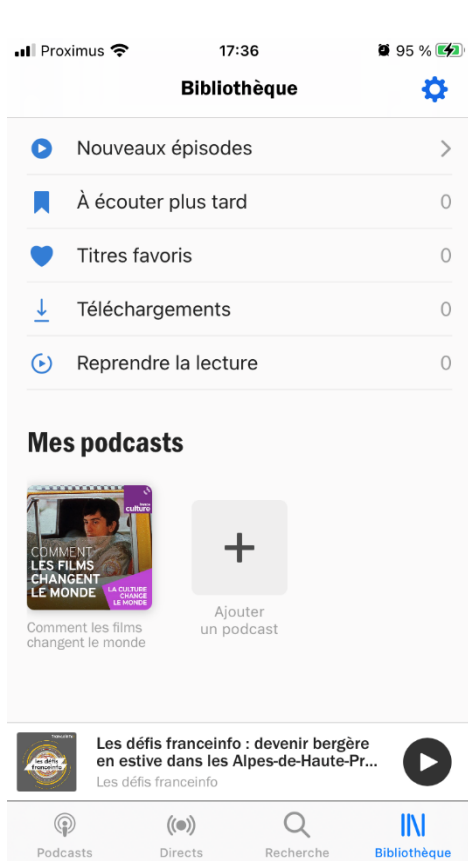 Proximus
17:36
95 %
Bibliothèque
Nouveaux épisodes
À écouter plus tard
0
Titres favoris
0
Téléchargements
0
Reprendre la lecture
0
Mes podcasts
culture
COMMENT
LES FILMS
CHANGENT
LE MONDE
LA CULTURE
CHANGE
LE MONDE
Comment les films
changent le monde
Ajouter
un podcast
les défis
franceinfo
Les défis franceinfo : devenir bergère
en estive dans les Alpes-de-Haute-Pr...
Les défis franceinfo
Podcasts
Directs
Recherche
Bibliothèque